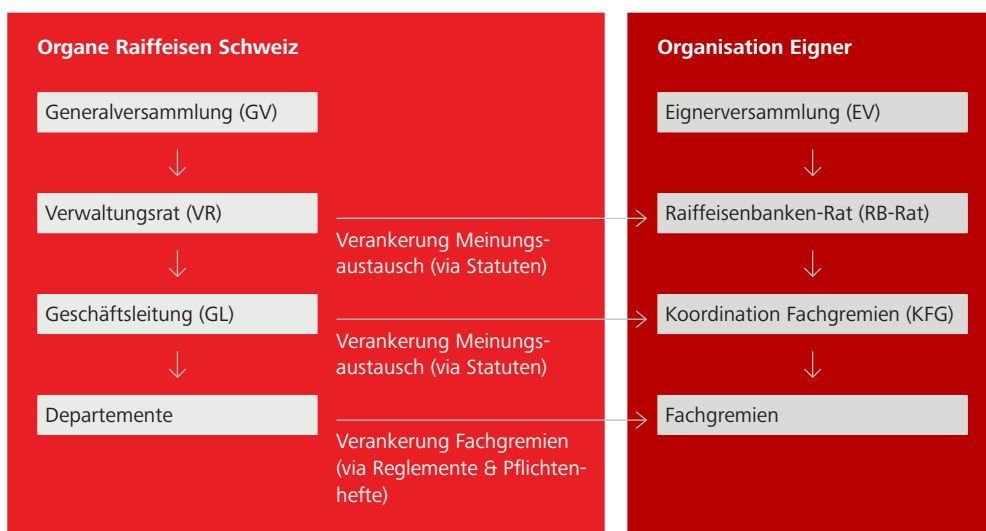 Organe Raiffeisen Schweiz
Generalversammlung (GV)
Verwaltungsrat (VR)
Verankerung Meinungs-
austausch (via Statuten)
Geschäftsleitung (GL)
Verankerung Meinungs-
austausch (via Statuten)
Departemente
Verankerung Fachgremien
(via Reglemente & Pflichten-
hefte)
Organisation Eigner
Eignerversammlung (EV)
Raiffeisenbanken-Rat (RB-Rat)
Koordination Fachgremien (KFG)
Fachgremien